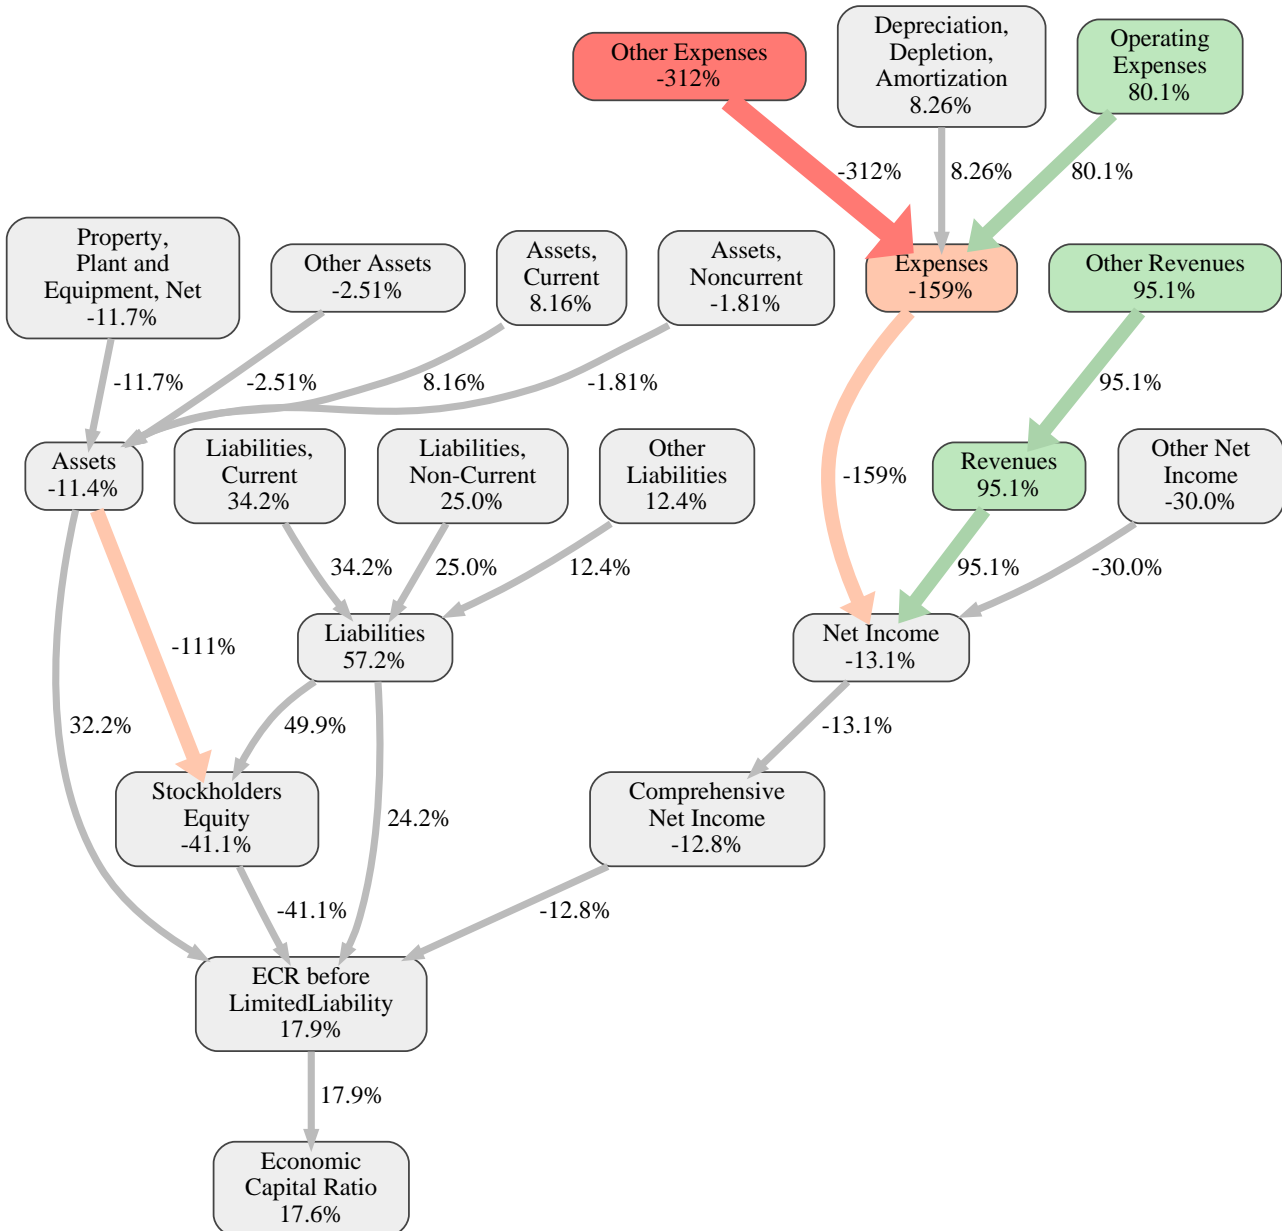 Other Expenses
-312%
Depreciation,
Depletion,
Amortization
8.26%
Operating
Expenses
80.1%
-312%
8.26%
80.1%
Property,
Plant and
Equipment, Net
-11.7%
Other Assets
-2.51%
Assets,
Current
8.16%
Assets,
Noncurrent
-1.81%
Expenses
-159%
Other Revenues
95.1%
-11.7%
-2.51%
8.16%
-1.81%
95.1%
Assets
-11.4%
Liabilities,
Current
34.2%
Liabilities,
Non-Current
25.0%
Other
Liabilities
12.4%
-159%
Revenues
95.1%
Other Net
Income
-30.0%
34.2%
25.0%
12.4%
95.1%
-30.0%
-111%
Liabilities
57.2%
Net Income
-13.1%
32.2%
49.9%
-13.1%
Stockholders
Equity
-41.1%
24.2%
Comprehensive
Net Income
-12.8%
-41.1%
-12.8%
ECR before
LimitedLiability
17.9%
17.9%
Economic
Capital Ratio
17.6%